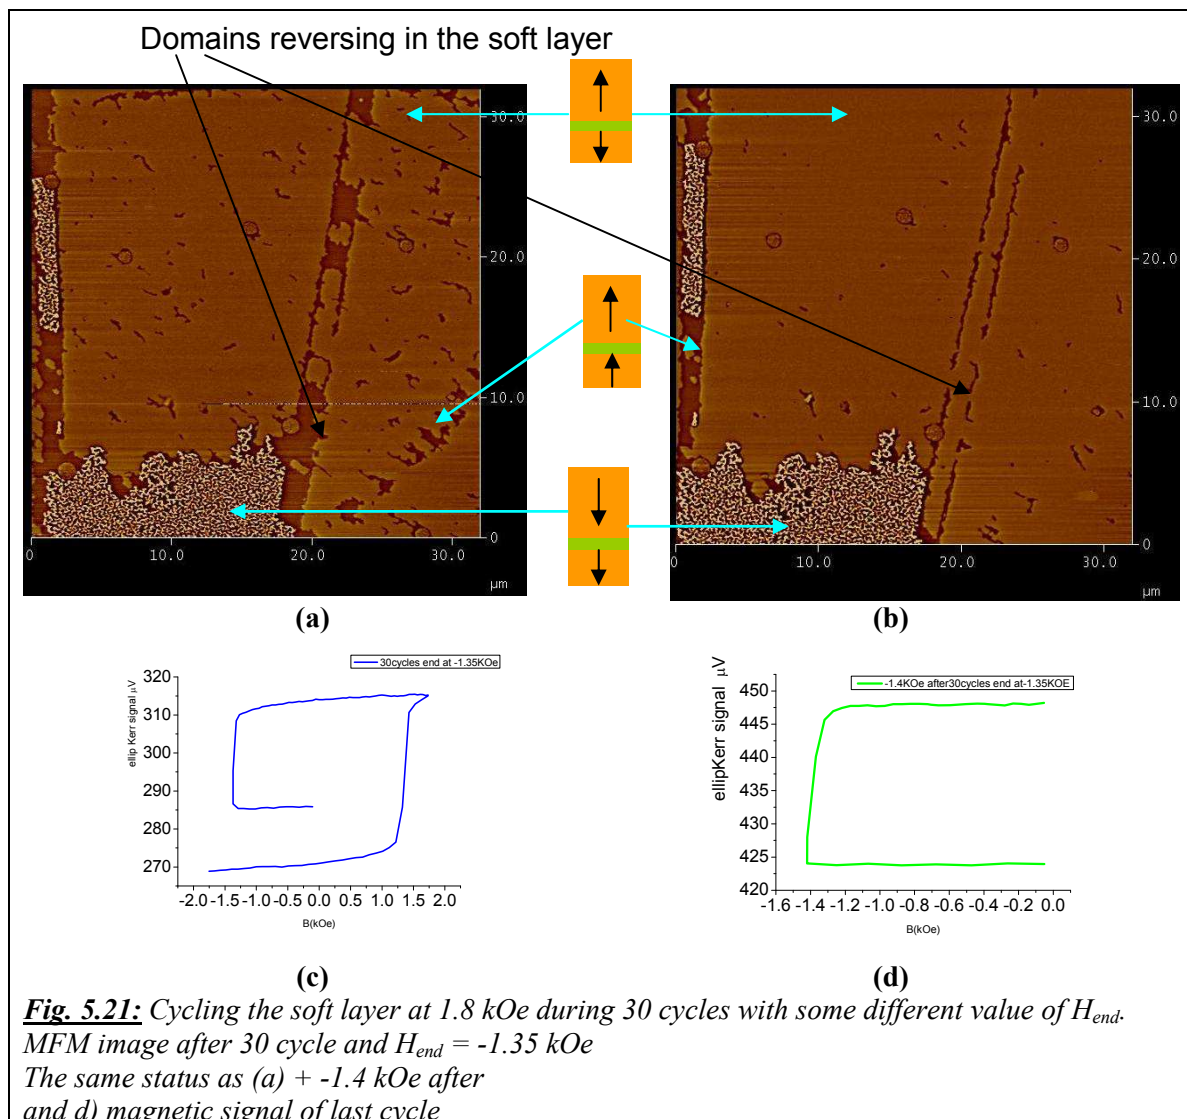 Domains reversing in the soft layer
30.0
20.0
10.0
0
0
10.0
20.0
30.0
µm
30.0
20.0
10.0
0
0
10.0
20.0
30.0
µm
(a)
(b)
30cycles end at -1.35KOe
320
310
300
290
280
270
ellip Kerr signal µV
-2.0 -1.5 -1.0 -0.5 0.0 0.5 1.0 1.5 2.0
B(kOe)
-1.4KOe after30cycles end at-1.35KOE
450
445
440
435
430
425
420
ellipKerr signal µV
-1.6 -1.4 -1.2 -1.0 -0.8 -0.6 -0.4 -0.2 0.0
B(kOe)
(c)
(d)
Fig. 5.21: Cycling the soft layer at 1.8 kOe during 30 cycles with some different value of Hend.
MFM image after 30 cycle and Hend = -1.35 kOe
The same status as (a) + -1.4 kOe after
and d) magnetic signal of last cycle